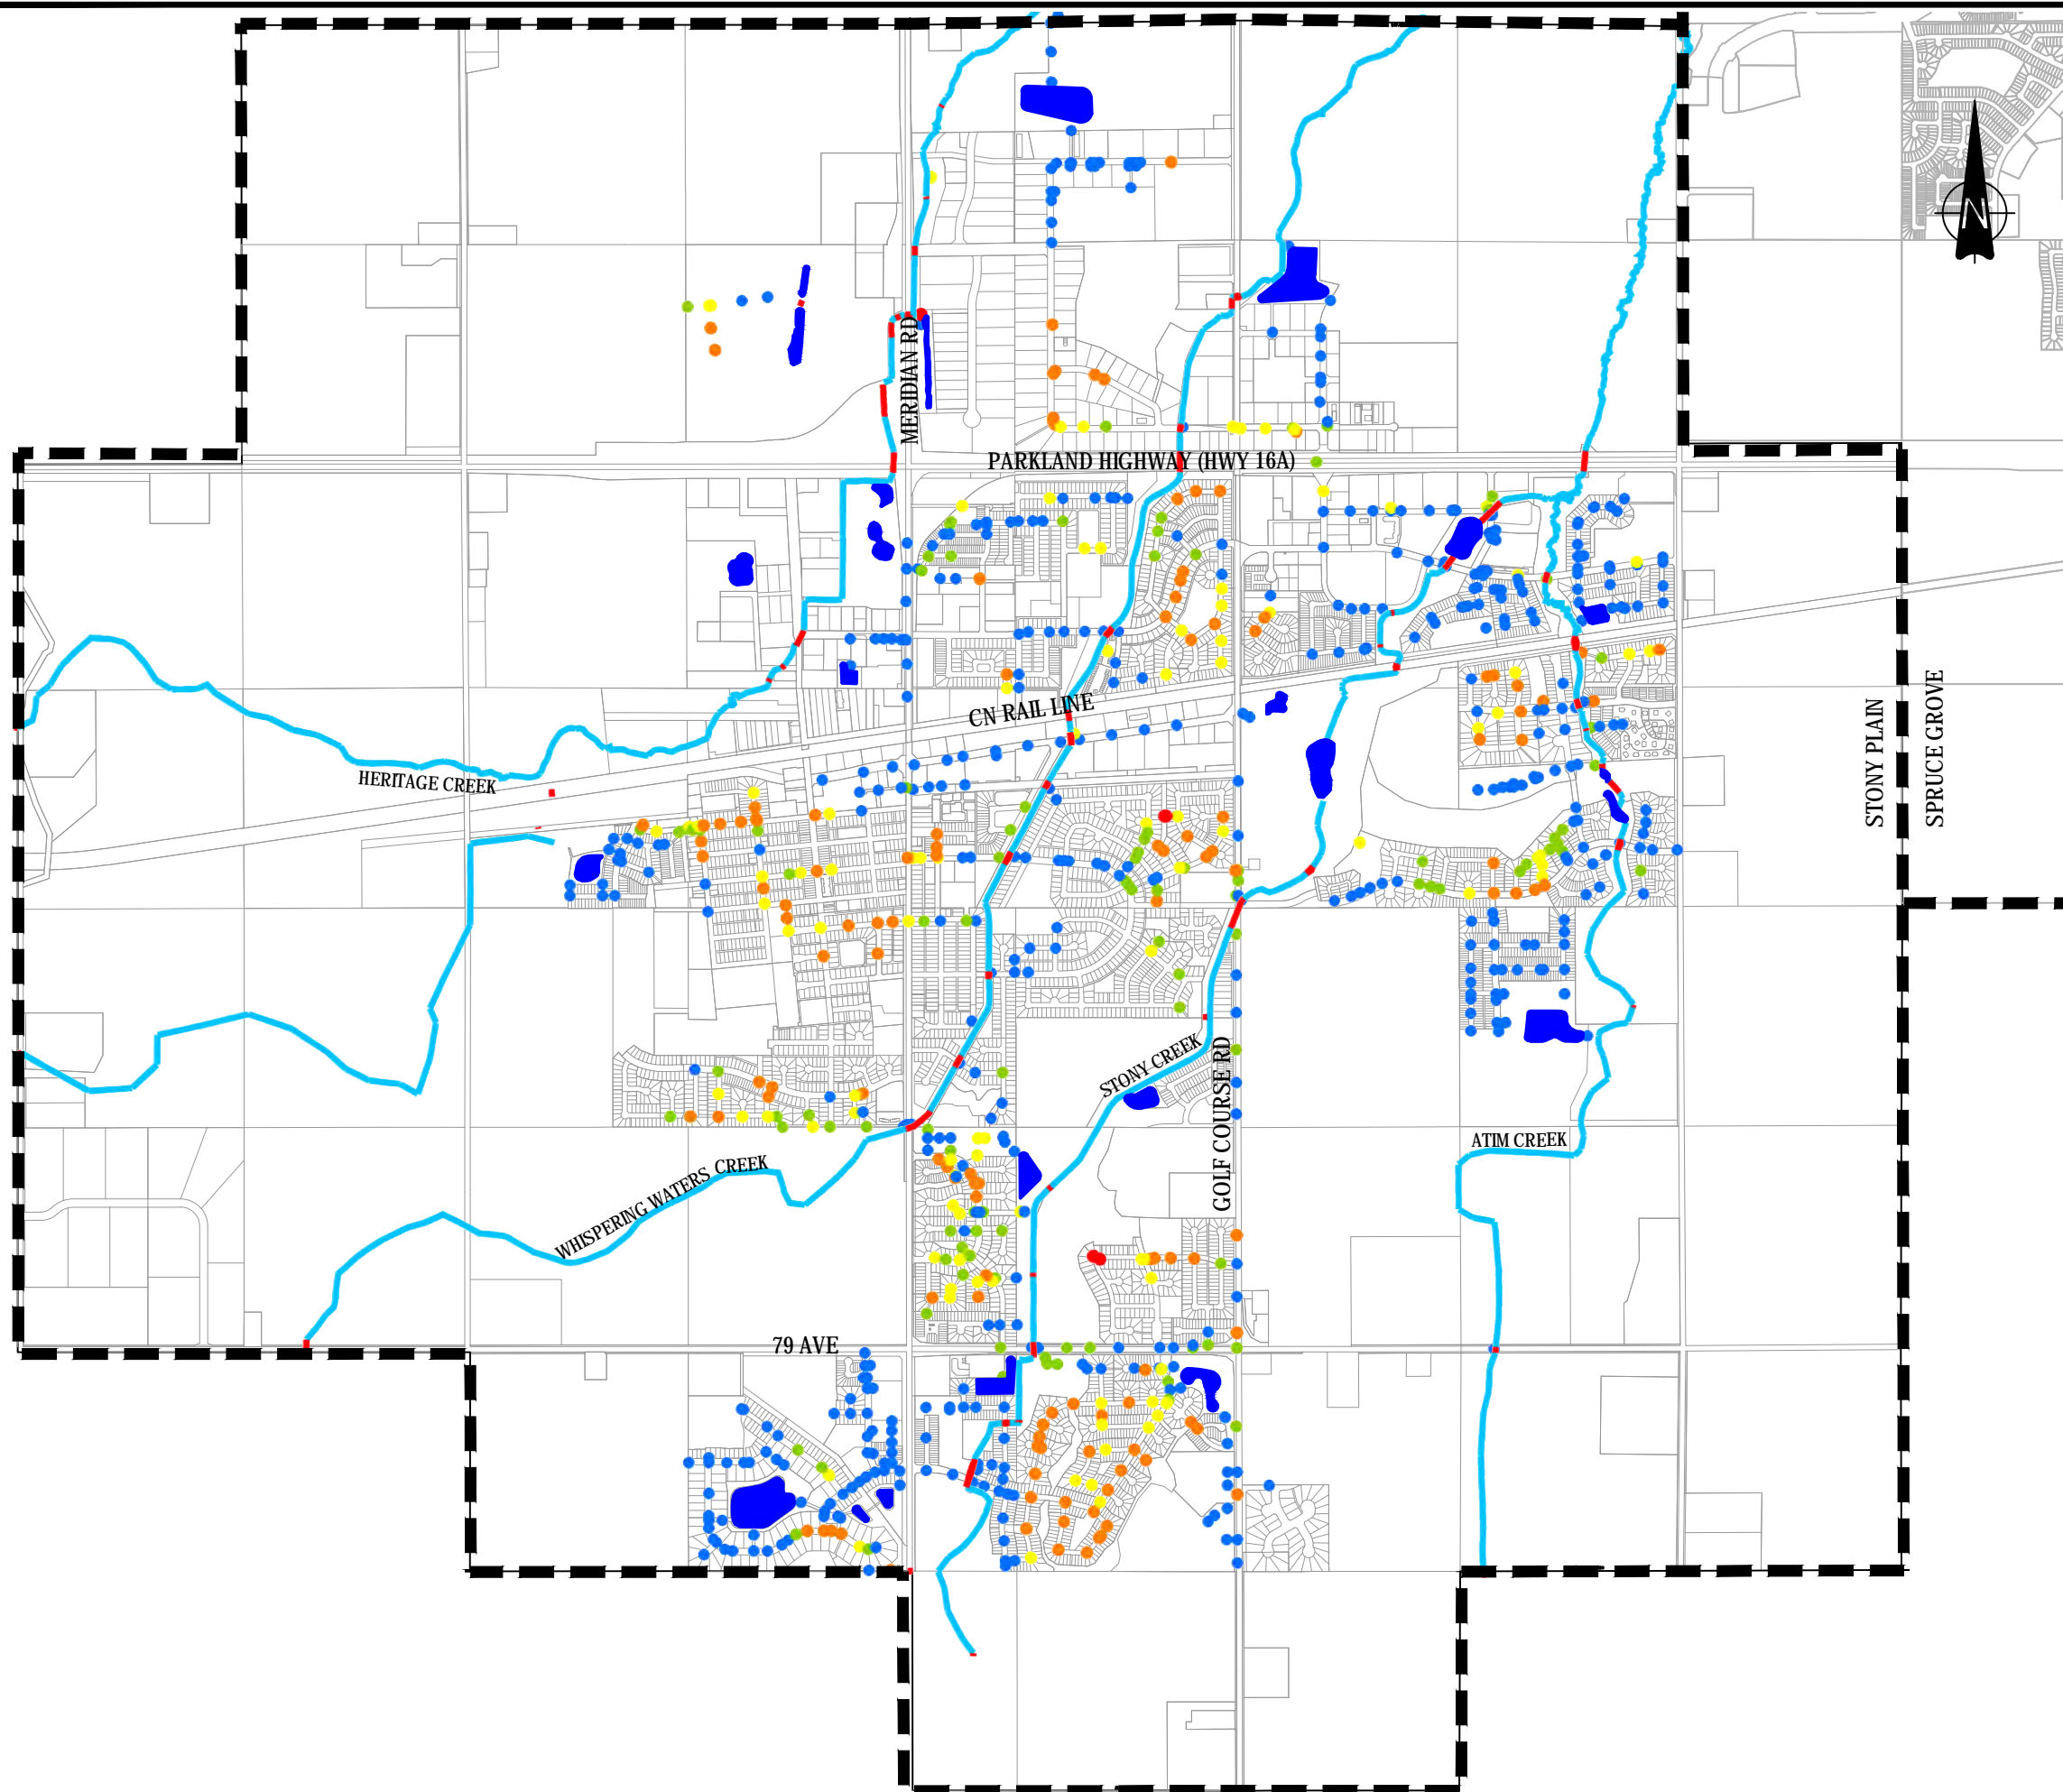 N
MERIDIAN RD
PARKLAND HIGHWAY (HWY 16A)
CN RAIL LINE
STONY PLAIN
SPRUCE GROVE
HERITAGE CREEK
STONY CREEK
GOLF COURSE RD
ATIM CREEK
WHISPERING WATERS CREEK
79 AVE